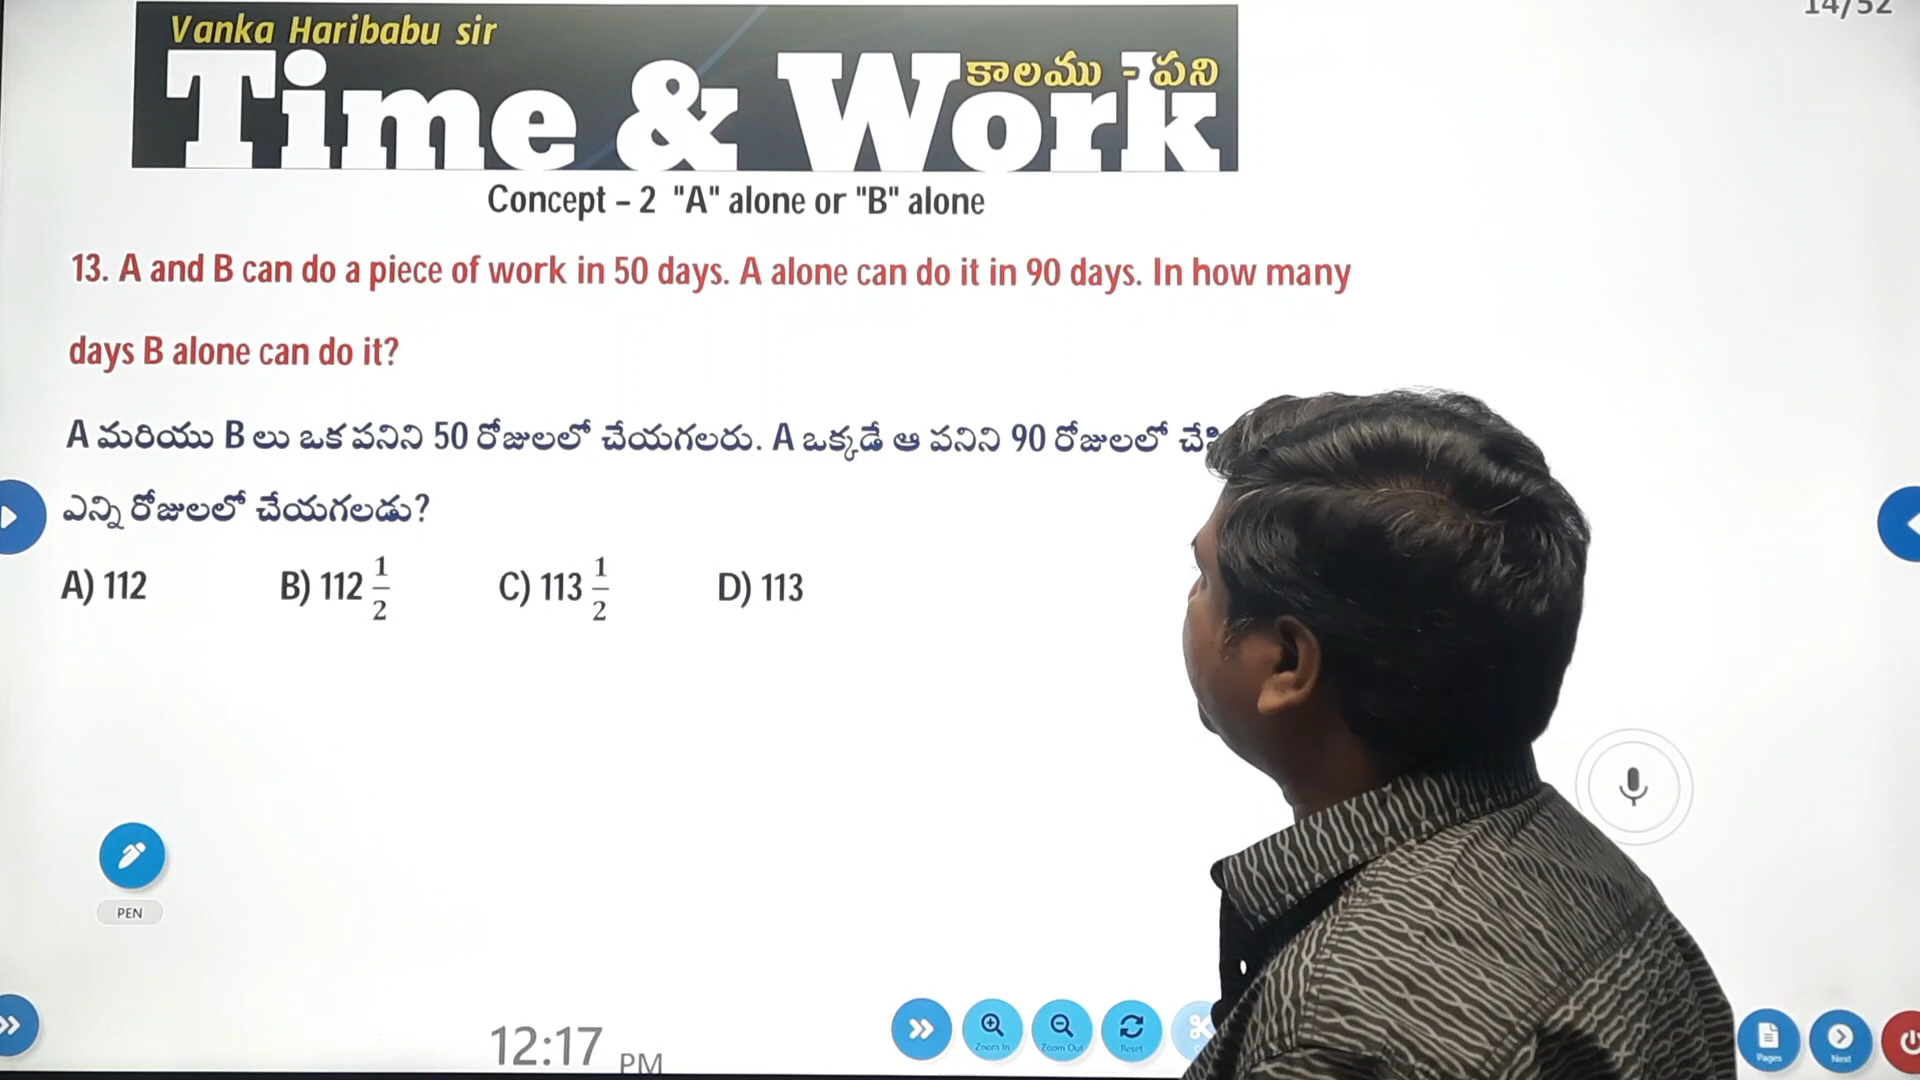 14/52
Vanka Haribabu sir
Time & Work
కాలము - పని
Concept – 2 "A" alone or "B" alone
13. A and B can do a piece of work in 50 days. A alone can do it in 90 days. In how many
days B alone can do it?
A మరియు B లు ఒక పనిని 50 రోజులలో చేయగలరు. A ఒక్కడే ఆ పనిని 90 రోజులలో
ఎన్ని రోజులలో చేయగలడు?
A) 112 B) 112 1/2 C) 113 1/2 D) 113
PEN
12:17 PM
Zoom In Zoom Out Reset Pages Next